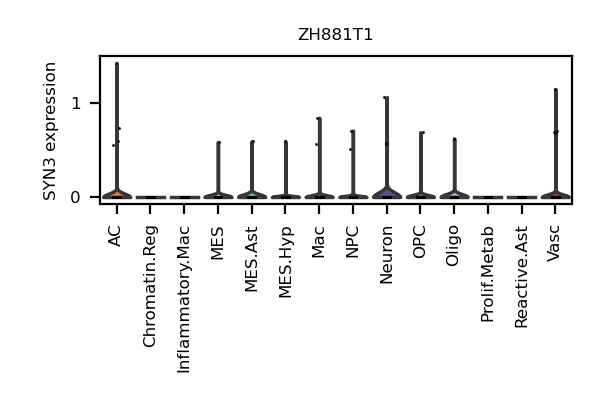 ZH881T1
SYN3 expression
1
0
AC
Chromatin.Reg
Inflammatory.Mac
MES
MES.Ast
MES.Hyp
Mac
NPC
Neuron
OPC
Oligo
Prolif.Metab
Reactive.Ast
Vasc